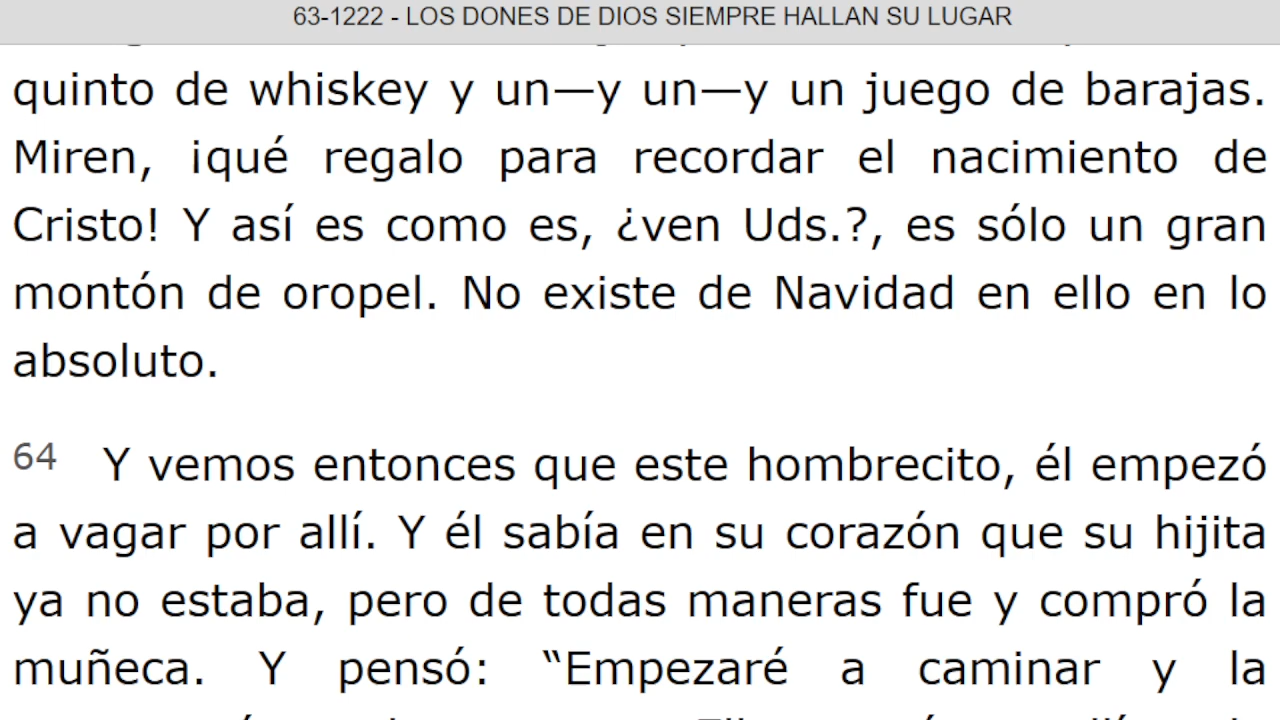 63-1222 - LOS DONES DE DIOS SIEMPRE HALLAN SU LUGAR
quinto de whiskey y un—y un—y un juego de barajas.
Miren, ¡qué regalo para recordar el nacimiento de
Cristo! Y así es como es, ¿ven Uds.?, es sólo un gran
montón de oropel. No existe de Navidad en ello en lo
absoluto.
64 Y vemos entonces que este hombrecito, él empezó
a vagar por allí. Y él sabía en su corazón que su hijita
ya no estaba, pero de todas maneras fue y compró la
muñeca. Y pensó: “Empezaré a caminar y la